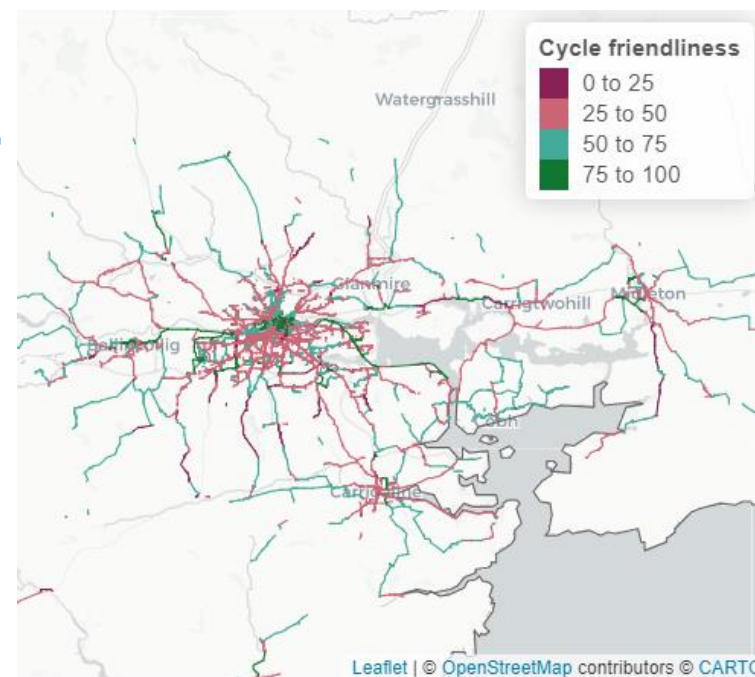 Cycle friendliness
0 to 25
25 to 50
50 to 75
75 to 100
Watergrasshill
Glanmire
Carrigtwohill
Midleton
Ballincollig
Cobh
Carrigaline
Leaflet | © OpenStreetMap contributors © CARTO